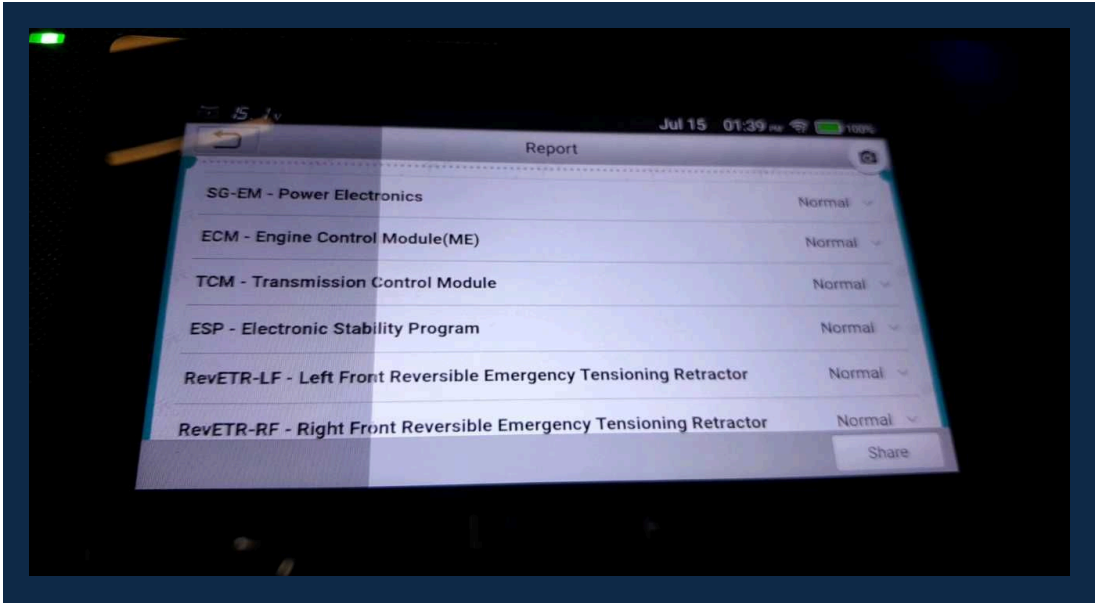 Jul 15 01:39 PM 100%
Report
SG-EM - Power Electronics Normal
ECM - Engine Control Module(ME) Normal
TCM - Transmission Control Module Normal
ESP - Electronic Stability Program Normal
RevETR-LF - Left Front Reversible Emergency Tensioning Retractor Normal
RevETR-RF - Right Front Reversible Emergency Tensioning Retractor Normal
Share